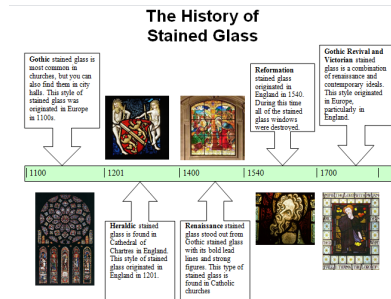 The History of
Stained Glass
Gothic stained glass is
most common in
churches, but you can
also find them in city
halls. This style of
stained glass was
originated in Europe
in 1100s.
Reformation
stained glass
originated in
England in 1540.
During this time
all of the stained
glass windows
were destroyed.
Gothic Revival and
Victorian stained
glass is a combination
of renaissance and
contemporary ideals.
This style originated
in Europe,
particularly in
England.
1100
1201
1400
1540
1700
Heraldic stained
glass is found in
Cathedral of
Chartres in England.
This style of stained
glass originated in
England in 1201.
Renaissance stained
glass stood out from
Gothic stained glass
with its bold lead
lines and strong
figures. This type of
stained glass is
found in Catholic
churches